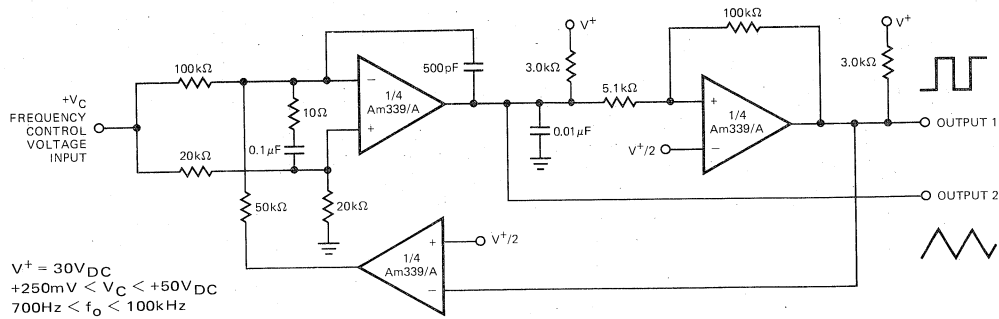 100kΩ
V+
V+
100kΩ
500pF
3.0kΩ
3.0kΩ
+VC
FREQUENCY
CONTROL
VOLTAGE
INPUT
−
1/4
Am339/A
+
10Ω
0.1µF
5.1kΩ
+
1/4
Am339/A
−
OUTPUT 1
0.01µF
V+/2
20kΩ
OUTPUT 2
50kΩ
20kΩ
+
V+/2
1/4
Am339/A
−
V+ = 30VDC
+250mV < VC < +50VDC
700Hz < fo < 100kHz